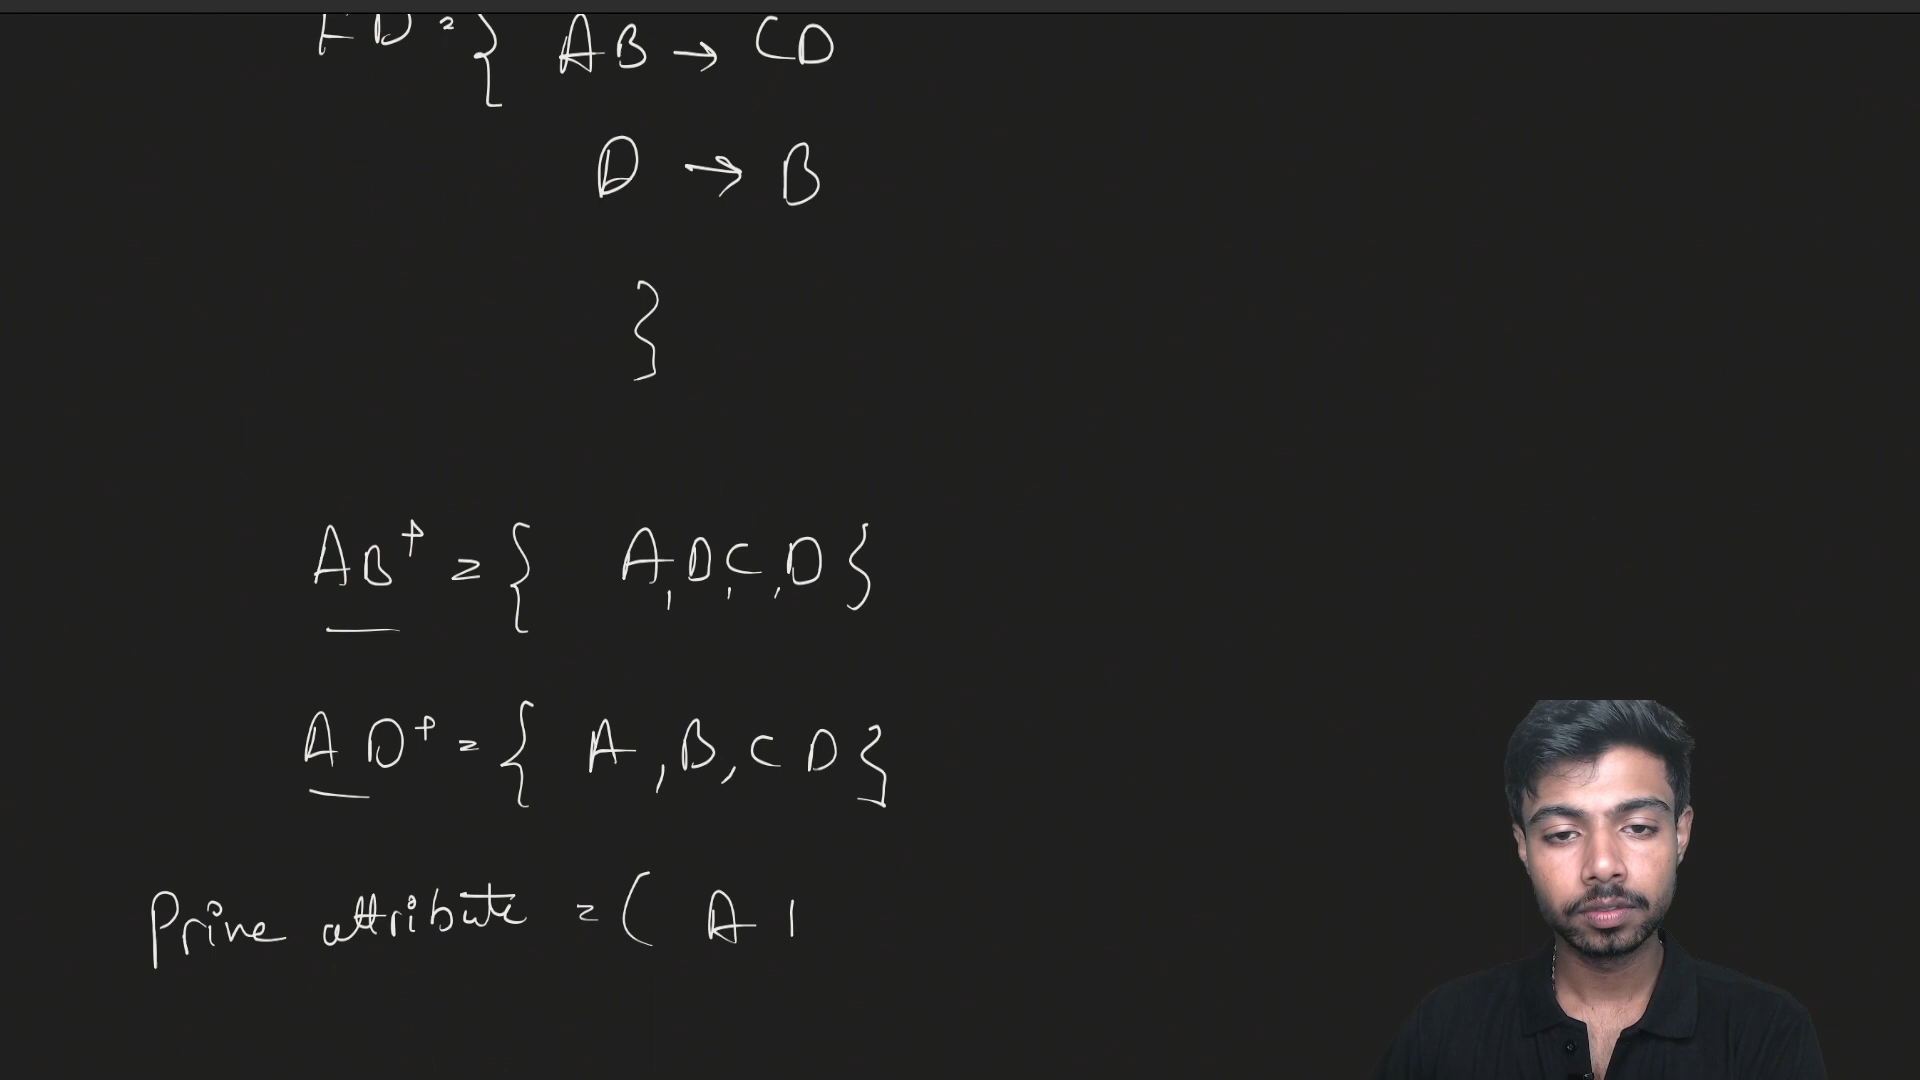 FD = { AB → CD
D → B
}
AB⁺ = { A, B, C, D }
AD⁺ = { A, B, C D }
Prime attribute = ( A